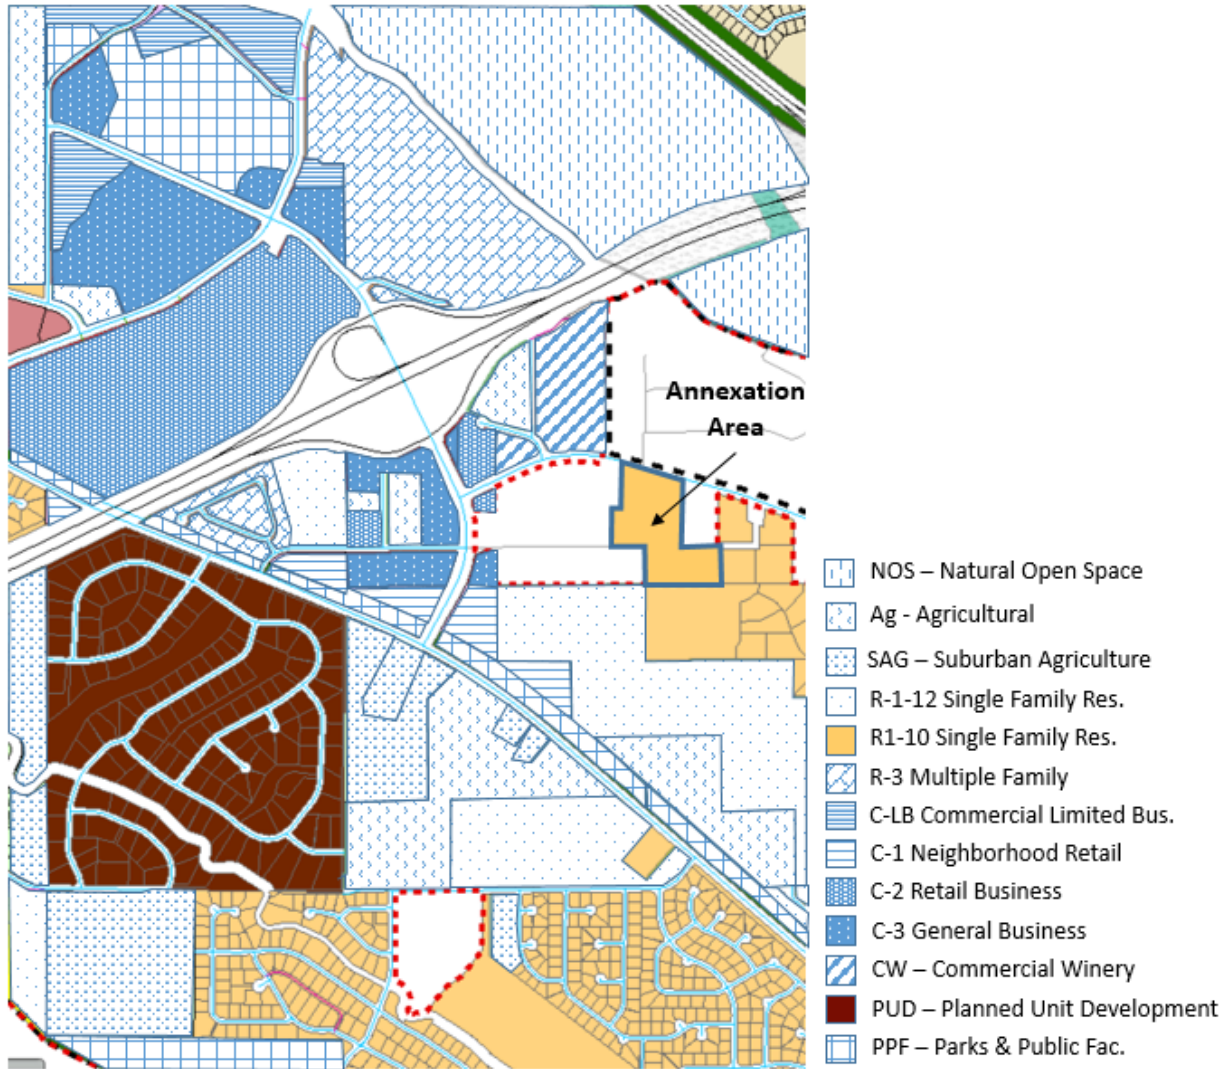 Annexation
Area
NOS – Natural Open Space
Ag - Agricultural
SAG – Suburban Agriculture
R-1-12 Single Family Res.
R1-10 Single Family Res.
R-3 Multiple Family
C-LB Commercial Limited Bus.
C-1 Neighborhood Retail
C-2 Retail Business
C-3 General Business
CW – Commercial Winery
PUD – Planned Unit Development
PPF – Parks & Public Fac.